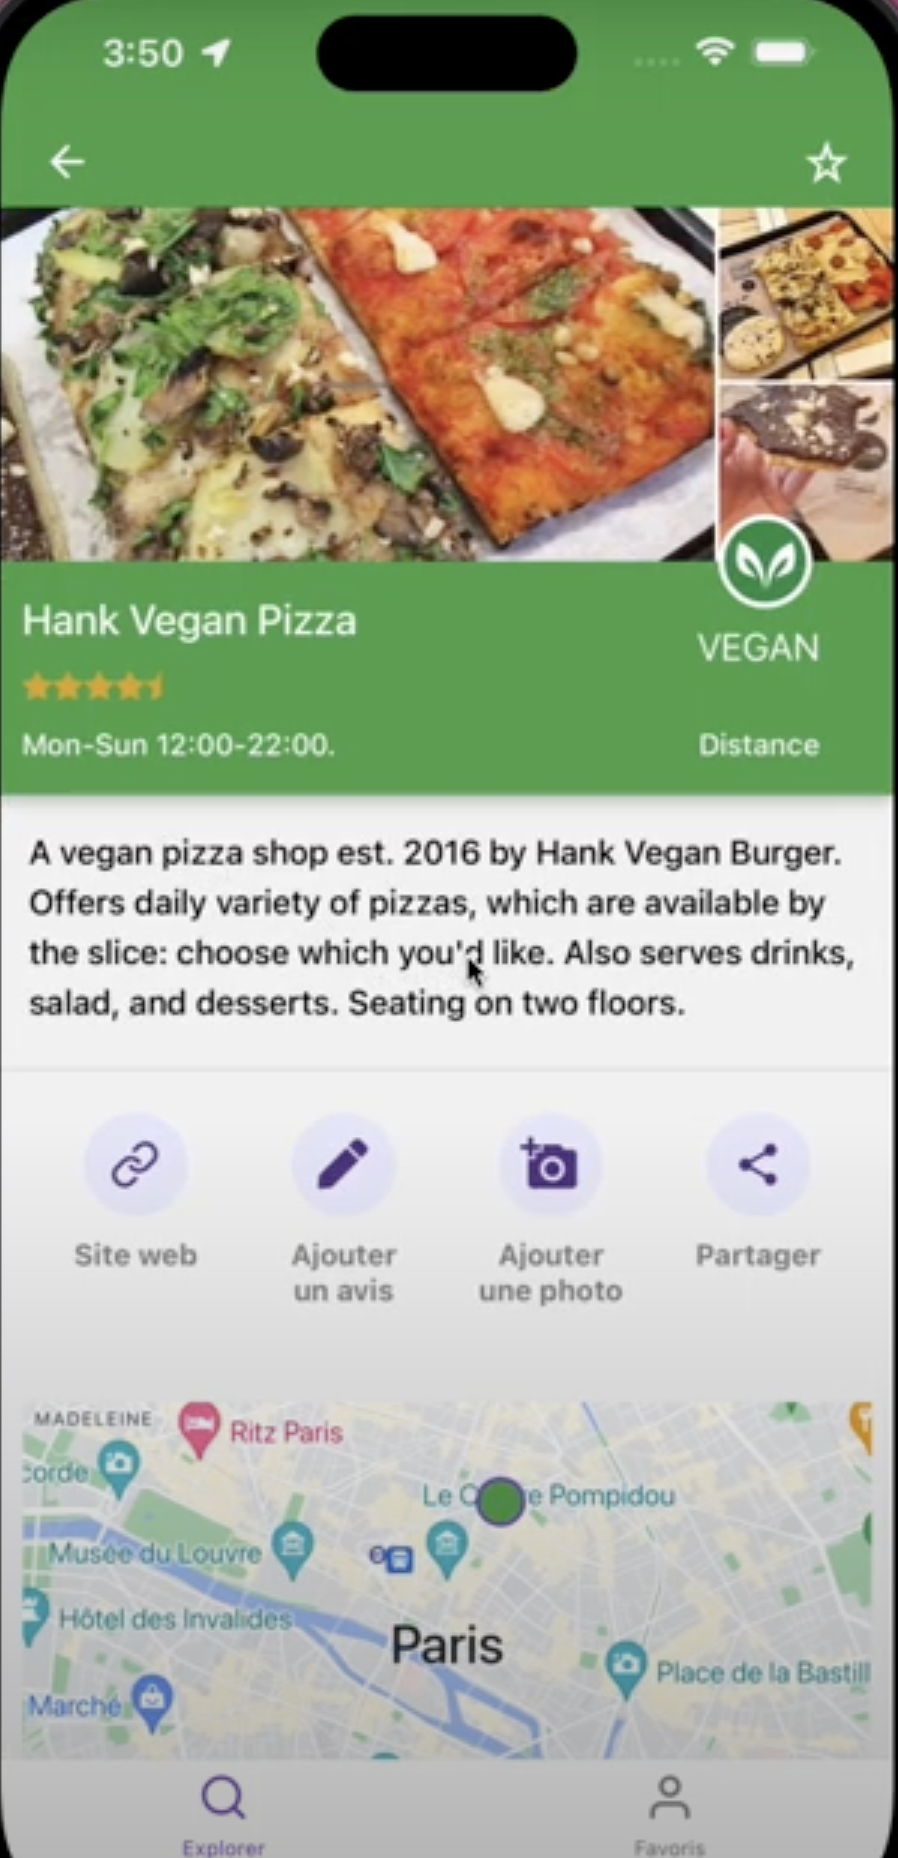 3:50
Hank Vegan Pizza
VEGAN
Mon-Sun 12:00-22:00.
Distance
A vegan pizza shop est. 2016 by Hank Vegan Burger.
Offers daily variety of pizzas, which are available by
the slice: choose which you'd like. Also serves drinks,
salad, and desserts. Seating on two floors.
Site web
Ajouter
un avis
Ajouter
une photo
Partager
MADELEINE
Ritz Paris
corde
Le C e Pompidou
Musée du Louvre
Hôtel des Invalides
Paris
Place de la Bastill
Marché
Explorer
Favoris